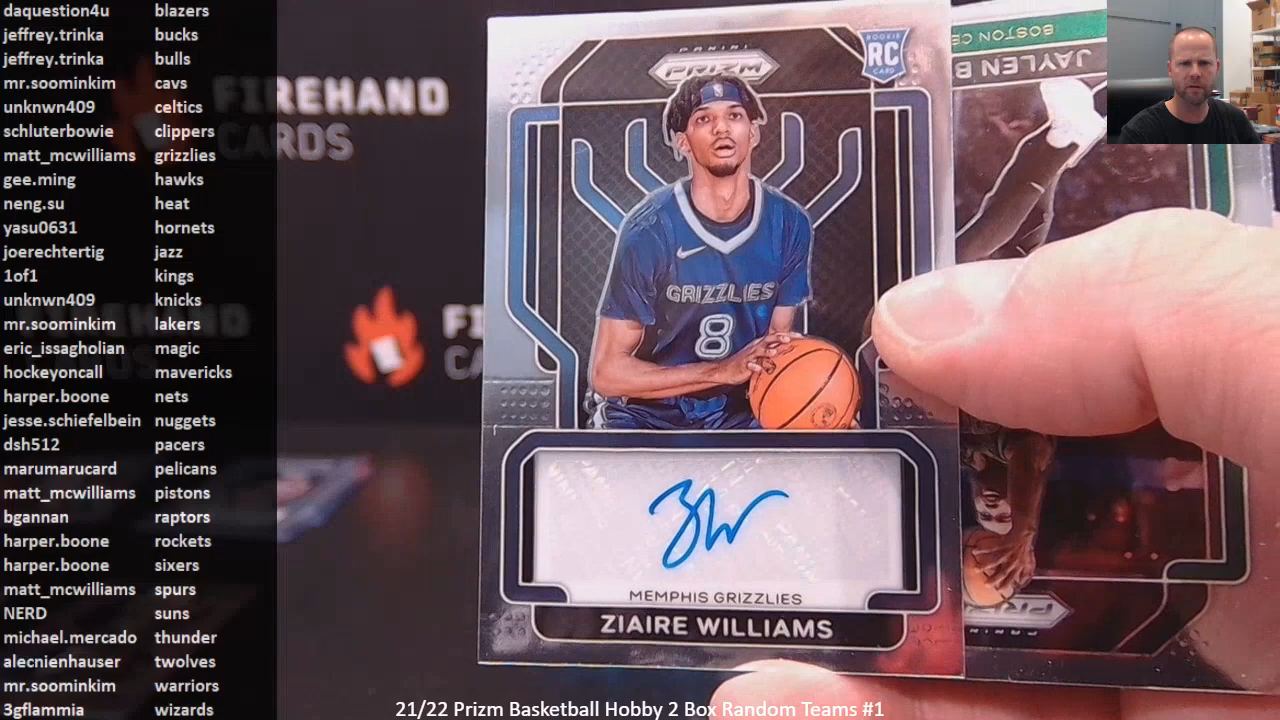 daquestion4u blazers
jeffrey.trinka bucks
jeffrey.trinka bulls
mr.soominkim cavs
unknwn409 celtics
schluterbowie clippers
matt_mcwilliams grizzlies
gee.ming hawks
neng.su heat
yasu0631 hornets
joerechtertig jazz
1of1 kings
unknwn409 knicks
mr.soominkim lakers
eric_issagholian magic
hockeyoncall mavericks
harper.boone nets
jesse.schiefelbein nuggets
dsh512 pacers
marumarucard pelicans
matt_mcwilliams pistons
bgannan raptors
harper.boone rockets
harper.boone sixers
matt_mcwilliams spurs
NERD suns
michael.mercado thunder
alecnienhauser twolves
mr.soominkim warriors
3gflammia wizards
FIREHAND
CARDS
PANINI
PRIZM
ROOKIE
RC
CARD
GRIZZLIES
8
MEMPHIS GRIZZLIES
ZIAIRE WILLIAMS
BOSTON CE
JAYLEN B
PRIZM
PANINI
21/22 Prizm Basketball Hobby 2 Box Random Teams #1